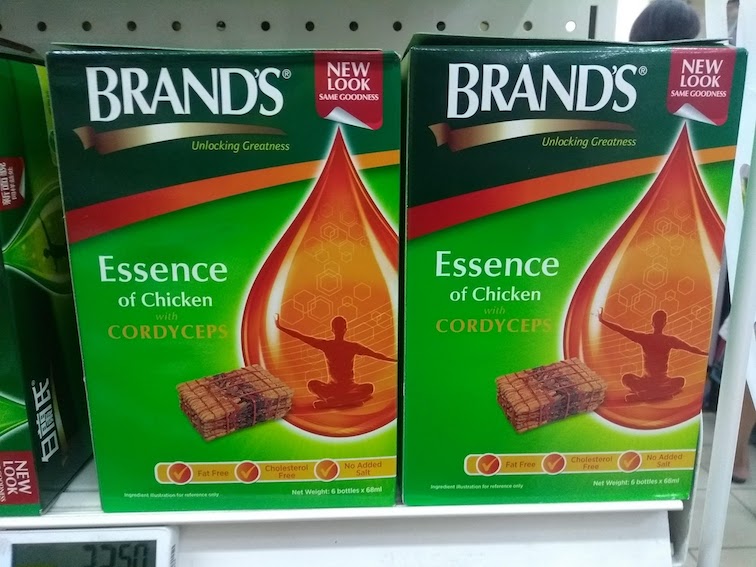 BRAND'S®
Unlocking Greatness
NEW
LOOK
SAME GOODNESS
Essence
of Chicken
with
CORDYCEPS
Fat Free
Cholesterol
Free
No Added
Salt
Ingredient illustration for reference only
Net Weight: 6 bottles x 68ml
BRAND'S®
Unlocking Greatness
NEW
LOOK
SAME GOODNESS
Essence
of Chicken
with
CORDYCEPS
Fat Free
Cholesterol
Free
No Added
Salt
Ingredient illustration for reference only
Net Weight: 6 bottles x 68ml
白蘭氏
NEW
LOOK